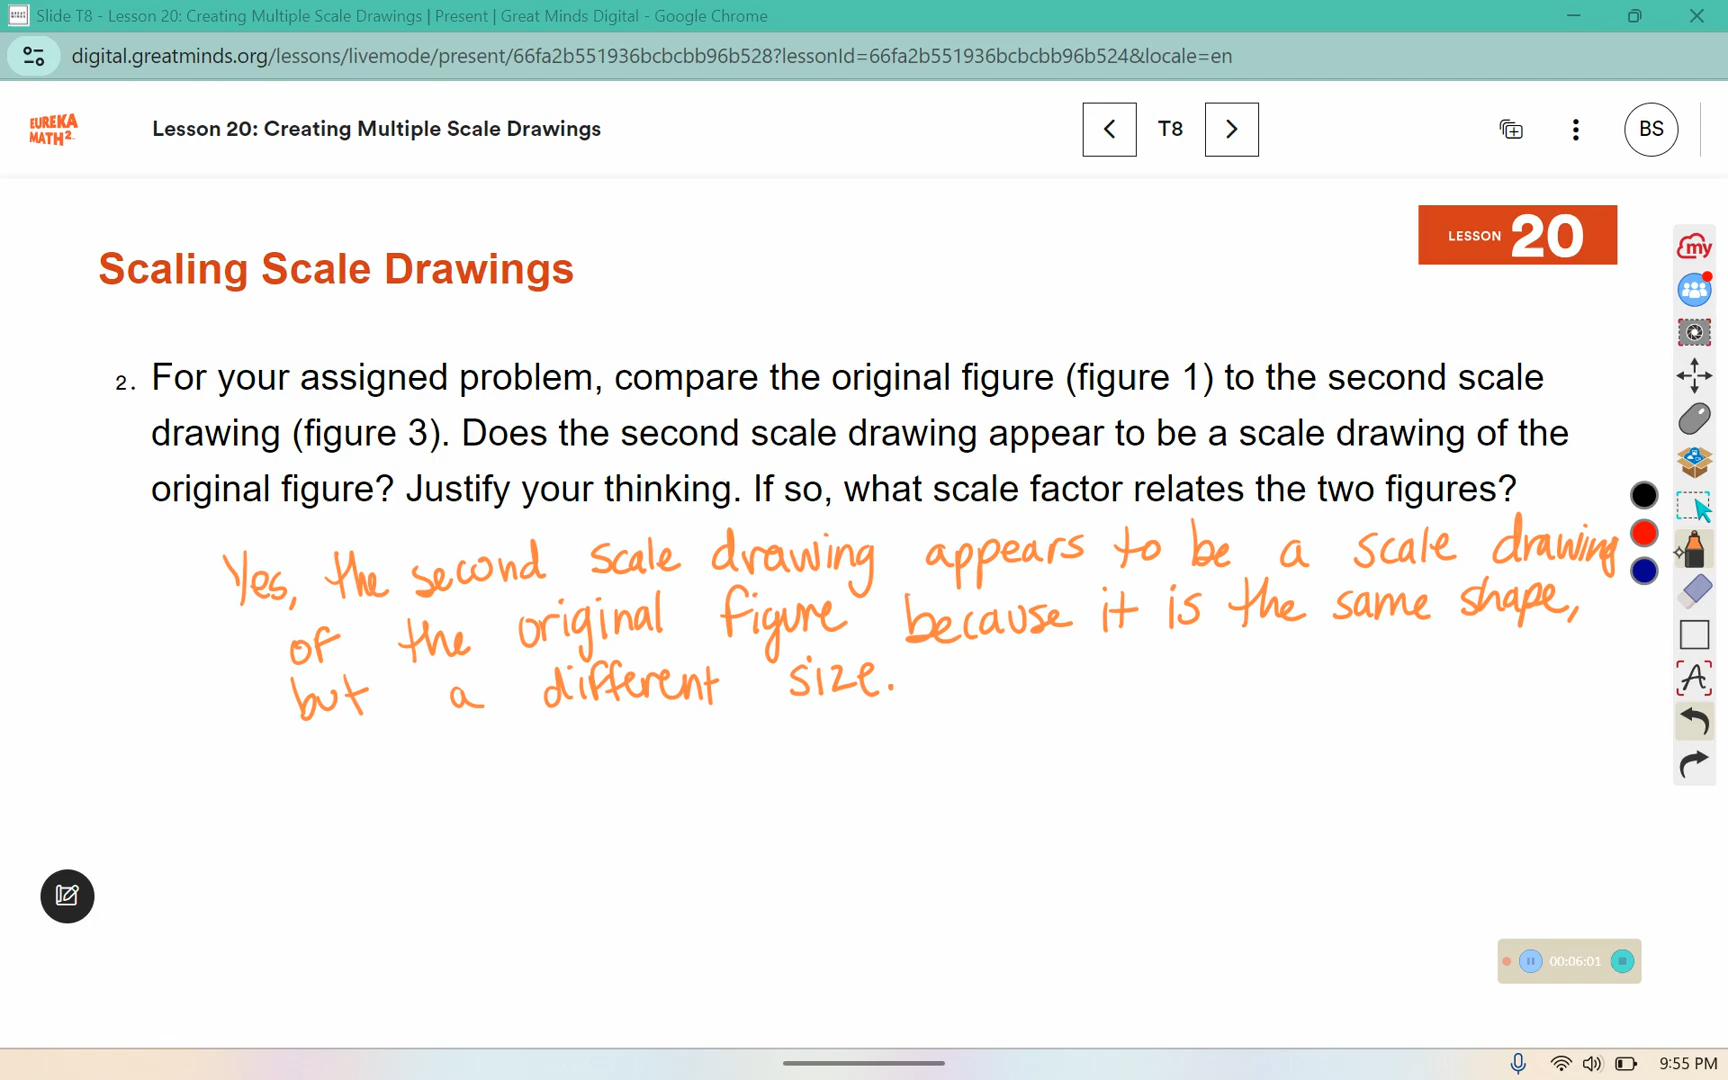 Slide T8 - Lesson 20: Creating Multiple Scale Drawings | Present | Great Minds Digital - Google Chrome
digital.greatminds.org/lessons/livemode/present/66fa2b551936bcbcbb96b528?lessonId=66fa2b551936bcbcbb96b524&locale=en
EUREKA
MATH²
Lesson 20: Creating Multiple Scale Drawings
T8
BS
LESSON 20
my
Scaling Scale Drawings
2. For your assigned problem, compare the original figure (figure 1) to the second scale
drawing (figure 3). Does the second scale drawing appear to be a scale drawing of the
original figure? Justify your thinking. If so, what scale factor relates the two figures?
Yes, the second scale drawing appears to be a scale drawing
of the original figure because it is the same shape,
but a different size.
A
00:06:01
9:55 PM